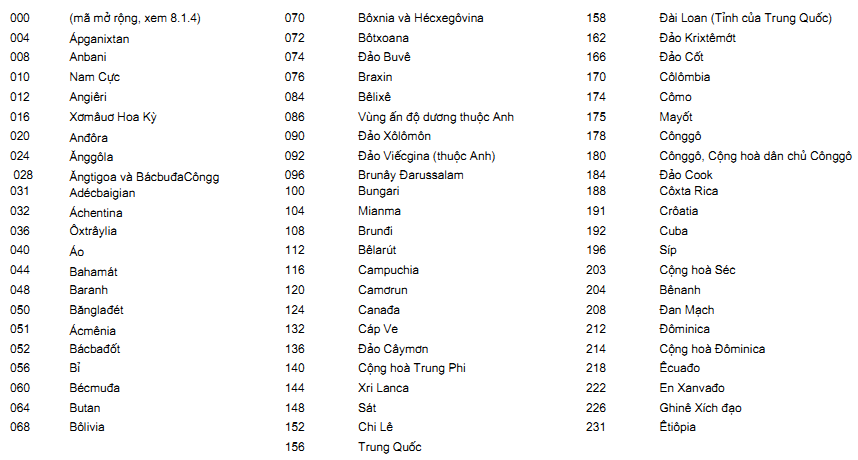 000 (mã mở rộng, xem 8.1.4)
004 Ápganixtan
008 Anbani
010 Nam Cực
012 Angiêri
016 Xơmâuơ Hoa Kỳ
020 Anđôra
024 Ănggôla
028 Ăngtigoa và BácbuđaCôngg
031 Adécbaigian
032 Áchentina
036 Ôxtrâylia
040 Áo
044 Bahamát
048 Baranh
050 Bănglađét
051 Ácmênia
052 Bácbađốt
056 Bỉ
060 Bécmuđa
064 Butan
068 Bôlivia
070 Bôxnia và Hécxegôvina
072 Bôtxoana
074 Đảo Buvê
076 Braxin
084 Bêlixê
086 Vùng ấn độ dương thuộc Anh
090 Đảo Xôlômôn
092 Đảo Viếcgina (thuộc Anh)
096 Brunây Đarussalam
100 Bungari
104 Mianma
108 Brunđi
112 Bêlarút
116 Campuchia
120 Camơrun
124 Canađa
132 Cáp Ve
136 Đảo Câymơn
140 Cộng hoà Trung Phi
144 Xri Lanca
148 Sát
152 Chi Lê
156 Trung Quốc
158 Đài Loan (Tỉnh của Trung Quốc)
162 Đảo Krixtêmớt
166 Đảo Cốt
170 Côlômbia
174 Cômo
175 Mayốt
178 Cônggô
180 Cônggô, Cộng hoà dân chủ Cônggô
184 Đảo Cook
188 Côxta Rica
191 Crôatia
192 Cuba
196 Síp
203 Cộng hoà Séc
204 Bênanh
208 Đan Mạch
212 Đôminica
214 Cộng hoà Đôminica
218 Êcuađo
222 En Xanvađo
226 Ghinê Xích đạo
231 Êtiôpia